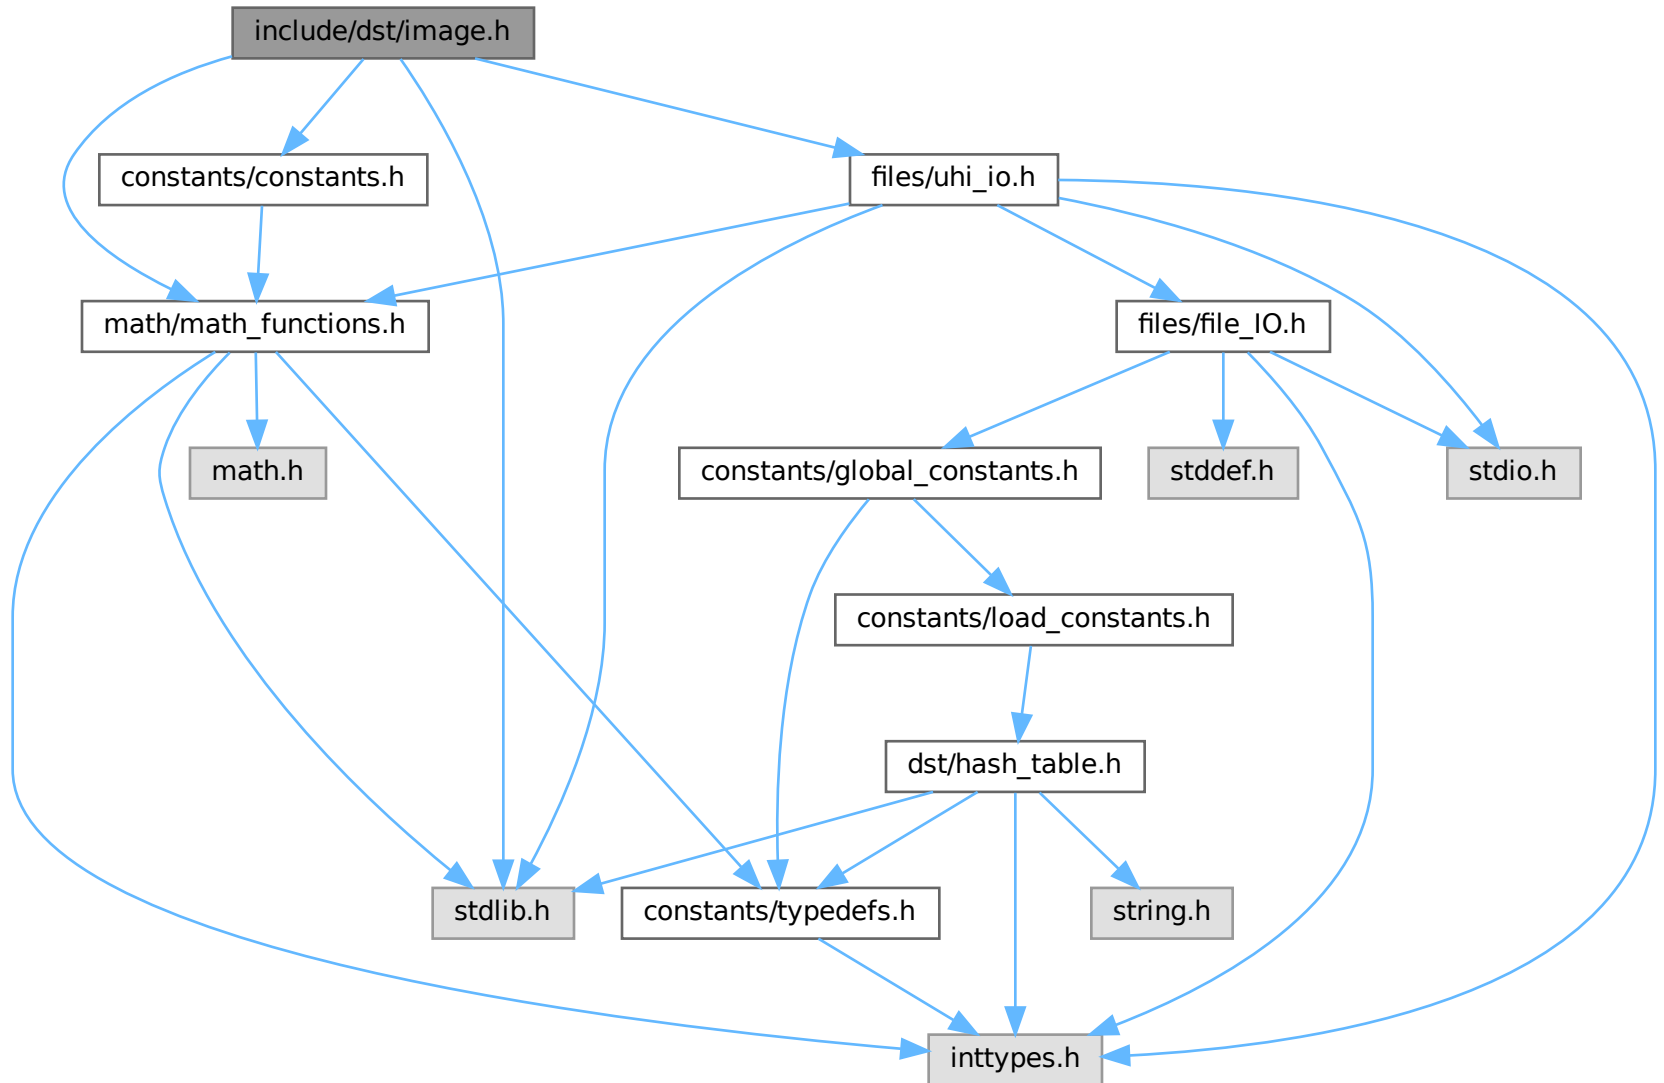 include/dst/image.h
constants/constants.h
files/uhi_io.h
math/math_functions.h
files/file_IO.h
math.h
constants/global_constants.h
stddef.h
stdio.h
constants/load_constants.h
dst/hash_table.h
stdlib.h
constants/typedefs.h
string.h
inttypes.h